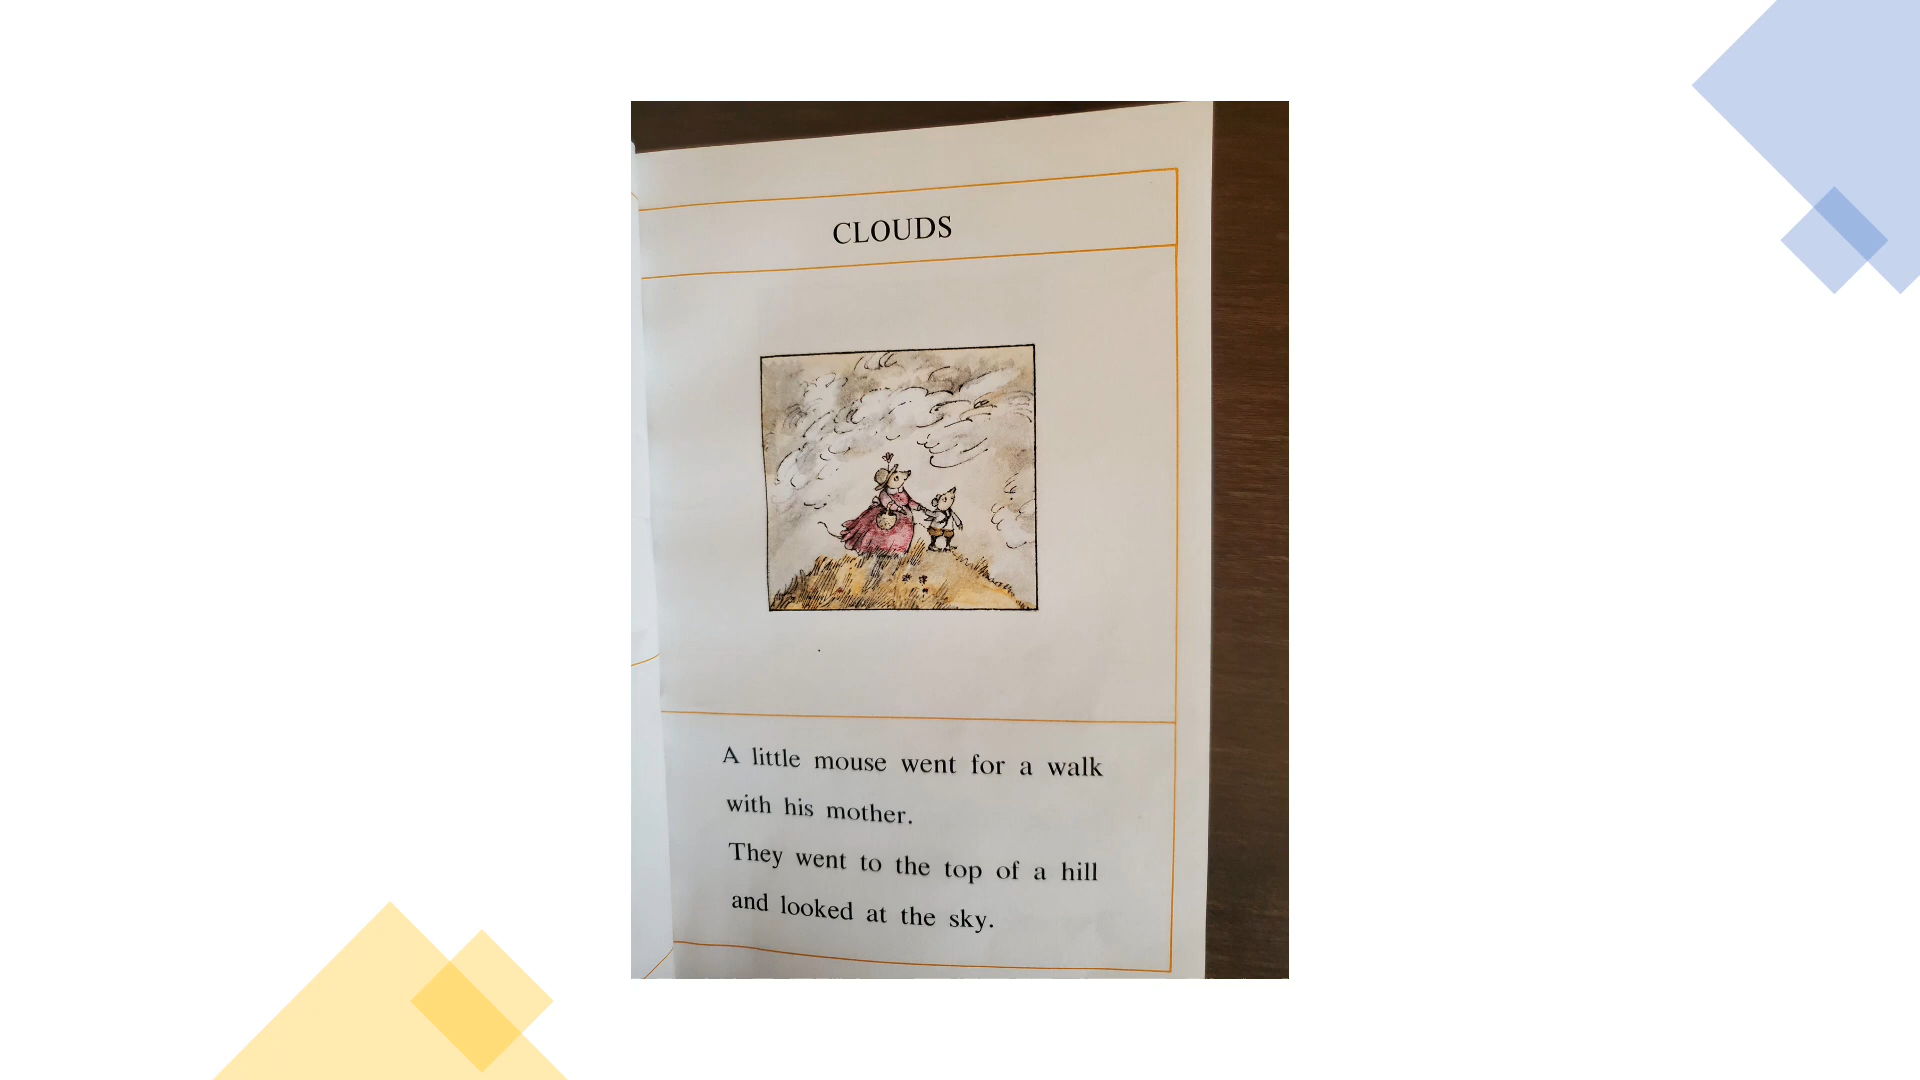 CLOUDS
A little mouse went for a walk
with his mother.
They went to the top of a hill
and looked at the sky.